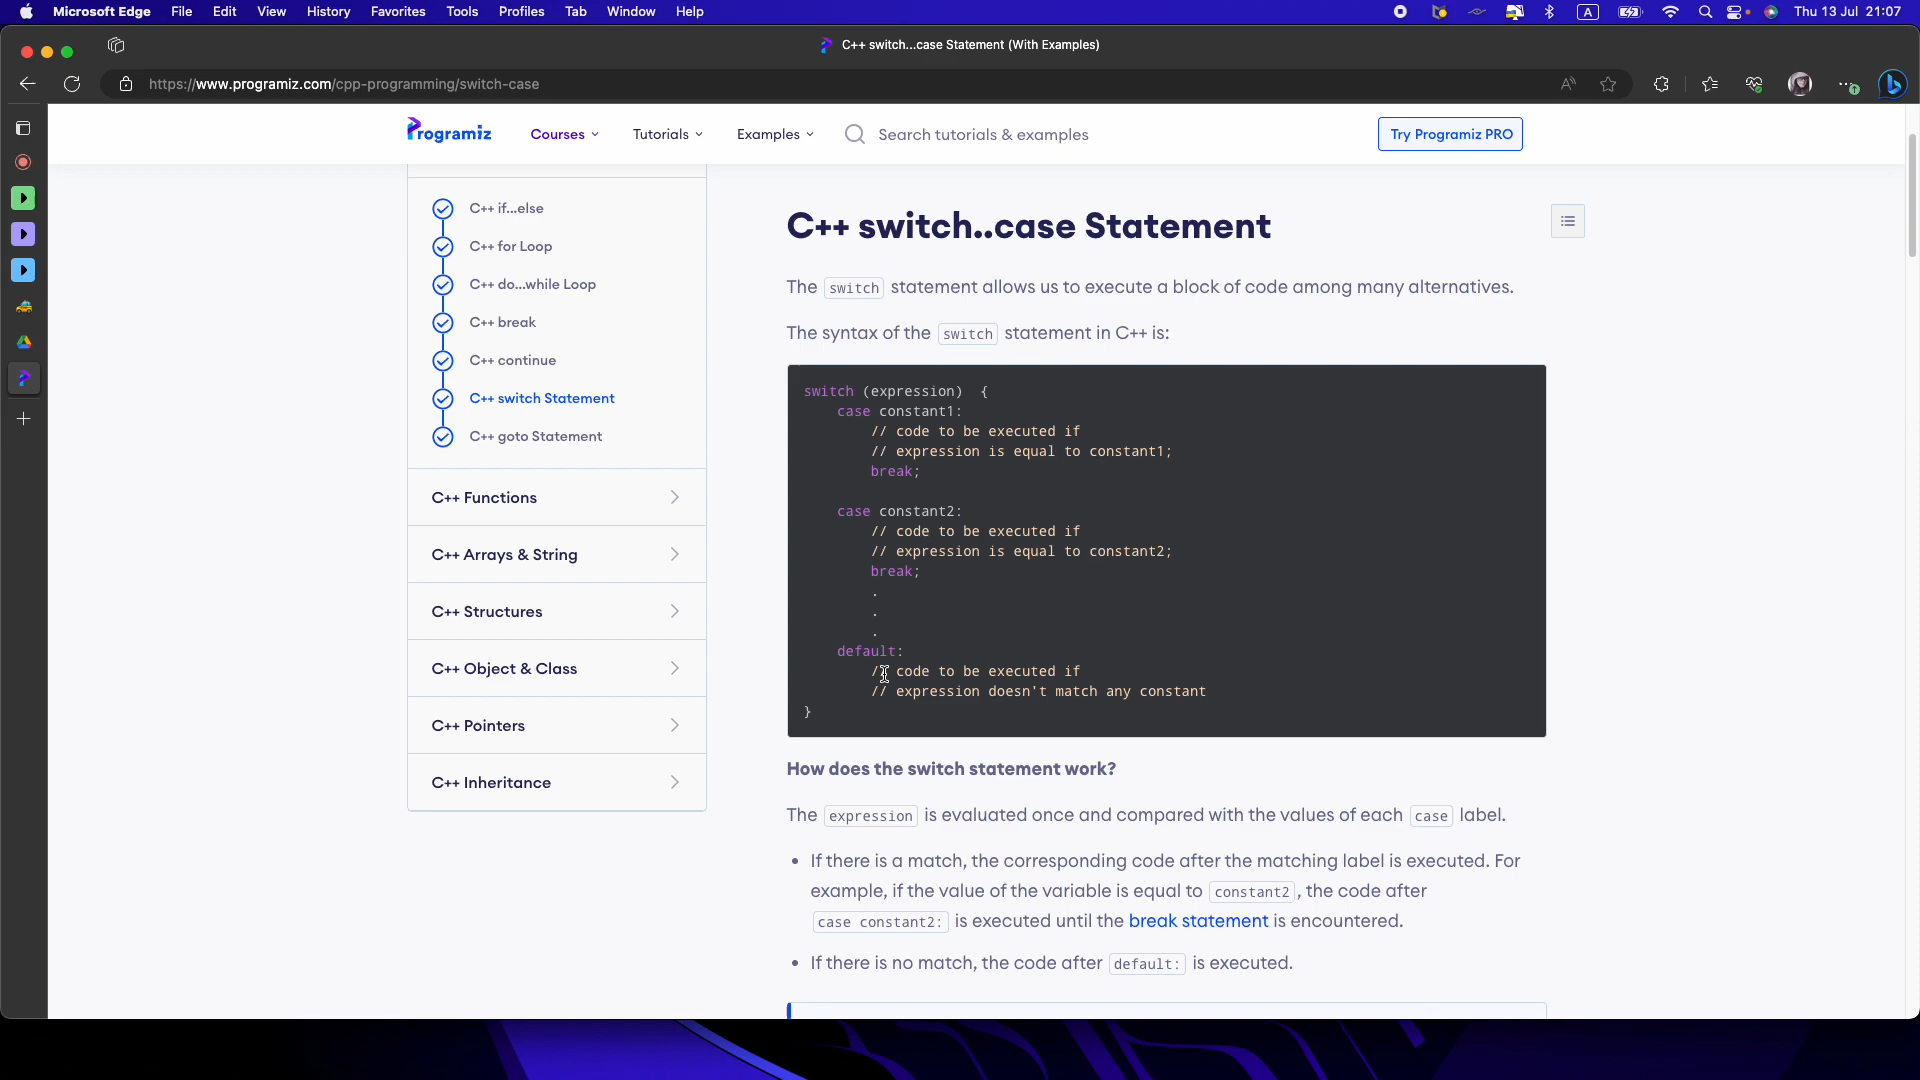 Microsoft Edge File Edit View History Favorites Tools Profiles Tab Window Help A Thu 13 Jul 21:07
C++ switch...case Statement (With Examples)
https://www.programiz.com/cpp-programming/switch-case
Programiz Courses Tutorials Examples Search tutorials & examples Try Programiz PRO
C++ if...else
C++ for Loop
C++ do...while Loop
C++ break
C++ continue
C++ switch Statement
C++ goto Statement
C++ Functions
C++ Arrays & String
C++ Structures
C++ Object & Class
C++ Pointers
C++ Inheritance
C++ switch..case Statement
The switch statement allows us to execute a block of code among many alternatives.
The syntax of the switch statement in C++ is:
switch (expression)  {
case constant1:
// code to be executed if
// expression is equal to constant1;
break;
case constant2:
// code to be executed if
// expression is equal to constant2;
break;
.
.
.
default:
// code to be executed if
// expression doesn't match any constant
}
How does the switch statement work?
The expression is evaluated once and compared with the values of each case label.
• If there is a match, the corresponding code after the matching label is executed. For
example, if the value of the variable is equal to constant2, the code after
case constant2: is executed until the break statement is encountered.
• If there is no match, the code after default: is executed.